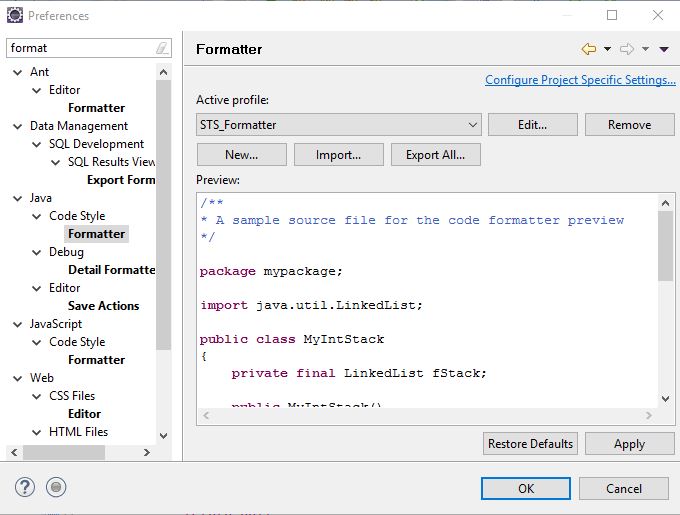 Preferences
format
Formatter
Configure Project Specific Settings...
Ant
Editor
Formatter
Data Management
SQL Development
SQL Results View
Export Form
Java
Code Style
Formatter
Debug
Detail Formatte
Editor
Save Actions
JavaScript
Code Style
Formatter
Web
CSS Files
Editor
HTML Files
Active profile:
STS_Formatter
Edit...
Remove
New...
Import...
Export All...
Preview:
/**
* A sample source file for the code formatter preview
*/
package mypackage;
import java.util.LinkedList;
public class MyIntStack
{
private final LinkedList fStack;
public MyIntStack()
Restore Defaults
Apply
?
OK
Cancel